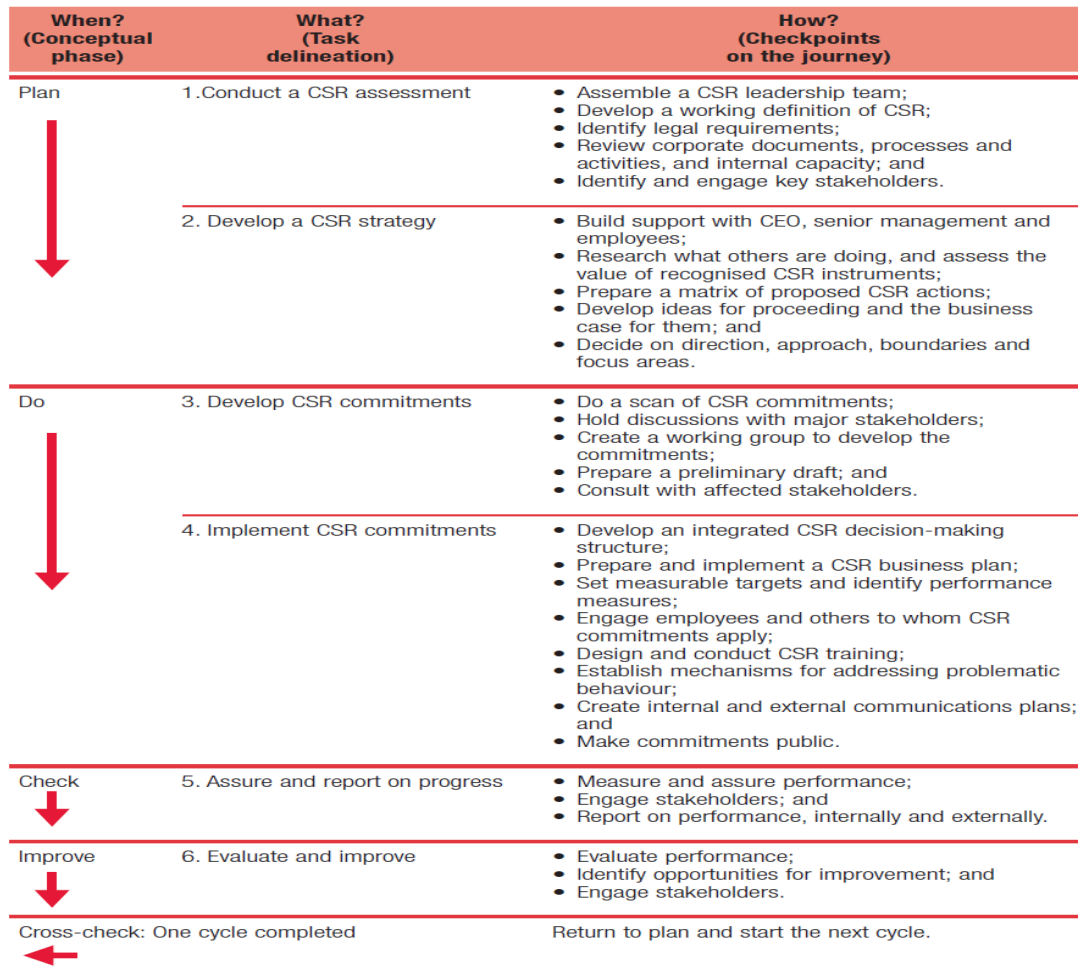 When?
(Conceptual
phase)
What?
(Task
delineation)
How?
(Checkpoints
on the journey)
Plan
1.Conduct a CSR assessment
• Assemble a CSR leadership team;
• Develop a working definition of CSR;
• Identify legal requirements;
• Review corporate documents, processes and
activities, and internal capacity; and
• Identify and engage key stakeholders.
2. Develop a CSR strategy
• Build support with CEO, senior management and
employees;
• Research what others are doing, and assess the
value of recognised CSR instruments;
• Prepare a matrix of proposed CSR actions;
• Develop ideas for proceeding and the business
case for them; and
• Decide on direction, approach, boundaries and
focus areas.
Do
3. Develop CSR commitments
• Do a scan of CSR commitments;
• Hold discussions with major stakeholders;
• Create a working group to develop the
commitments;
• Prepare a preliminary draft; and
• Consult with affected stakeholders.
4. Implement CSR commitments
• Develop an integrated CSR decision-making
structure;
• Prepare and implement a CSR business plan;
• Set measurable targets and identify performance
measures;
• Engage employees and others to whom CSR
commitments apply;
• Design and conduct CSR training;
• Establish mechanisms for addressing problematic
behaviour;
• Create internal and external communications plans;
and
• Make commitments public.
Check
5. Assure and report on progress
• Measure and assure performance;
• Engage stakeholders; and
• Report on performance, internally and externally.
Improve
6. Evaluate and improve
• Evaluate performance;
• Identify opportunities for improvement; and
• Engage stakeholders.
Cross-check: One cycle completed
Return to plan and start the next cycle.